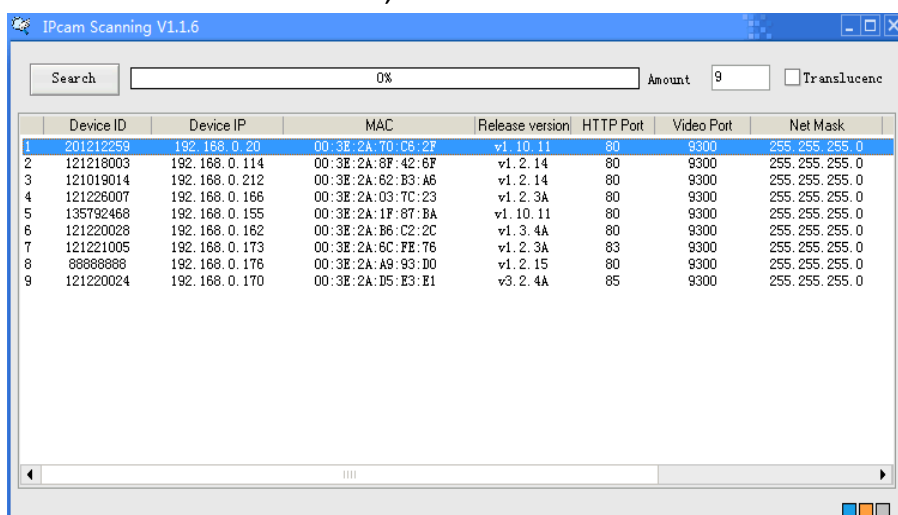 IPcam Scanning V1.1.6
Search 0% Amount 9 Translucenc
Device ID Device IP MAC Release version HTTP Port Video Port Net Mask
1 201212259 192.168.0.20 00:3E:2A:70:C6:2F v1.10.11 80 9300 255.255.255.0
2 121218003 192.168.0.114 00:3E:2A:8F:42:6F v1.2.14 80 9300 255.255.255.0
3 121019014 192.168.0.212 00:3E:2A:62:B3:A6 v1.2.14 80 9300 255.255.255.0
4 121226007 192.168.0.166 00:3E:2A:03:7C:23 v1.2.3A 80 9300 255.255.255.0
5 135792468 192.168.0.155 00:3E:2A:1F:87:BA v1.10.11 80 9300 255.255.255.0
6 121220028 192.168.0.162 00:3E:2A:B6:C2:2C v1.3.4A 80 9300 255.255.255.0
7 121221005 192.168.0.173 00:3E:2A:6C:FE:76 v1.2.3A 83 9300 255.255.255.0
8 88888888 192.168.0.176 00:3E:2A:A9:93:D0 v1.2.15 80 9300 255.255.255.0
9 121220024 192.168.0.170 00:3E:2A:D5:E3:E1 v3.2.4A 85 9300 255.255.255.0